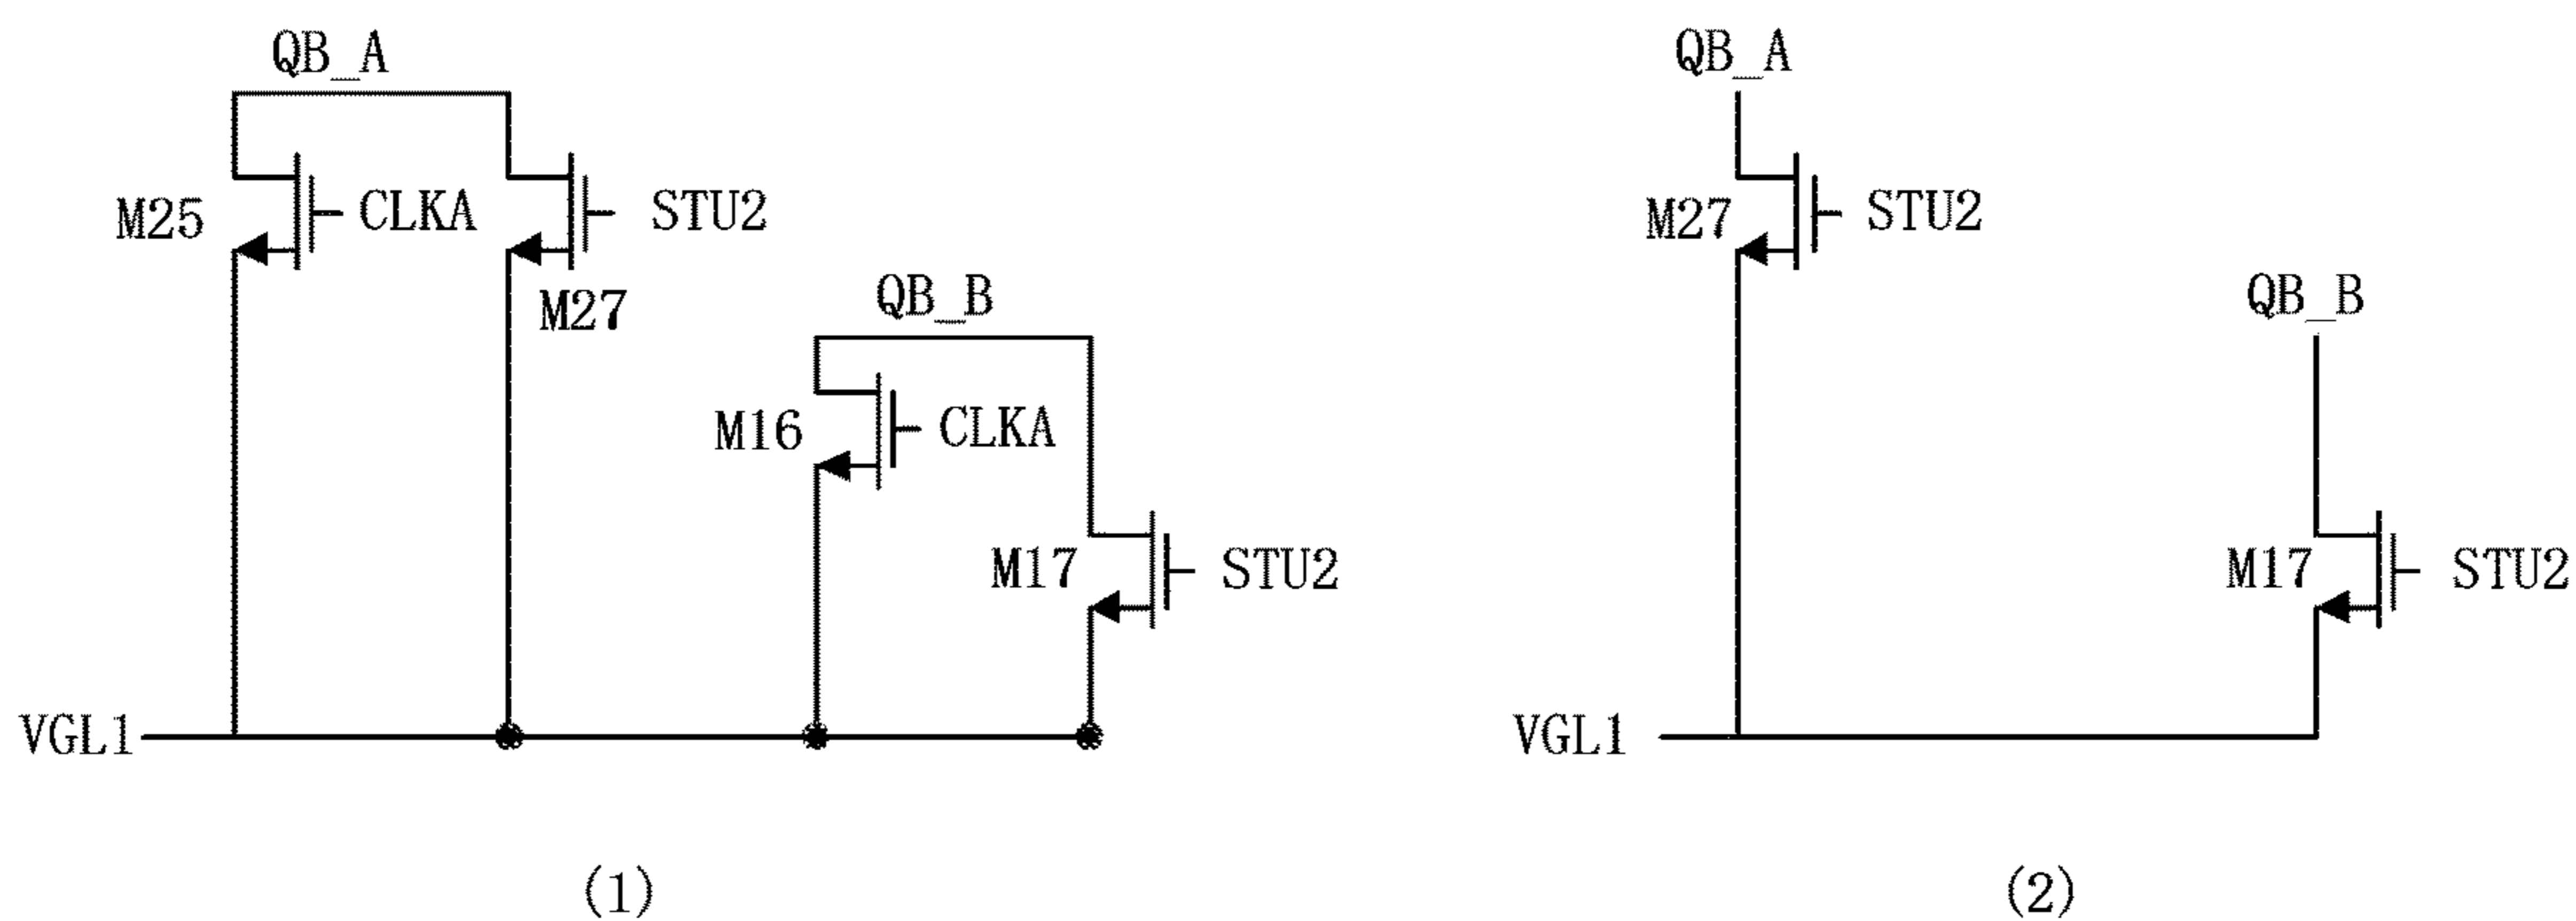 QB_A
M25
CLKA
STU2
M27
QB_B
M16
CLKA
M17
STU2
VGL1
(1)
QB_A
M27
STU2
QB_B
M17
STU2
VGL1
(2)